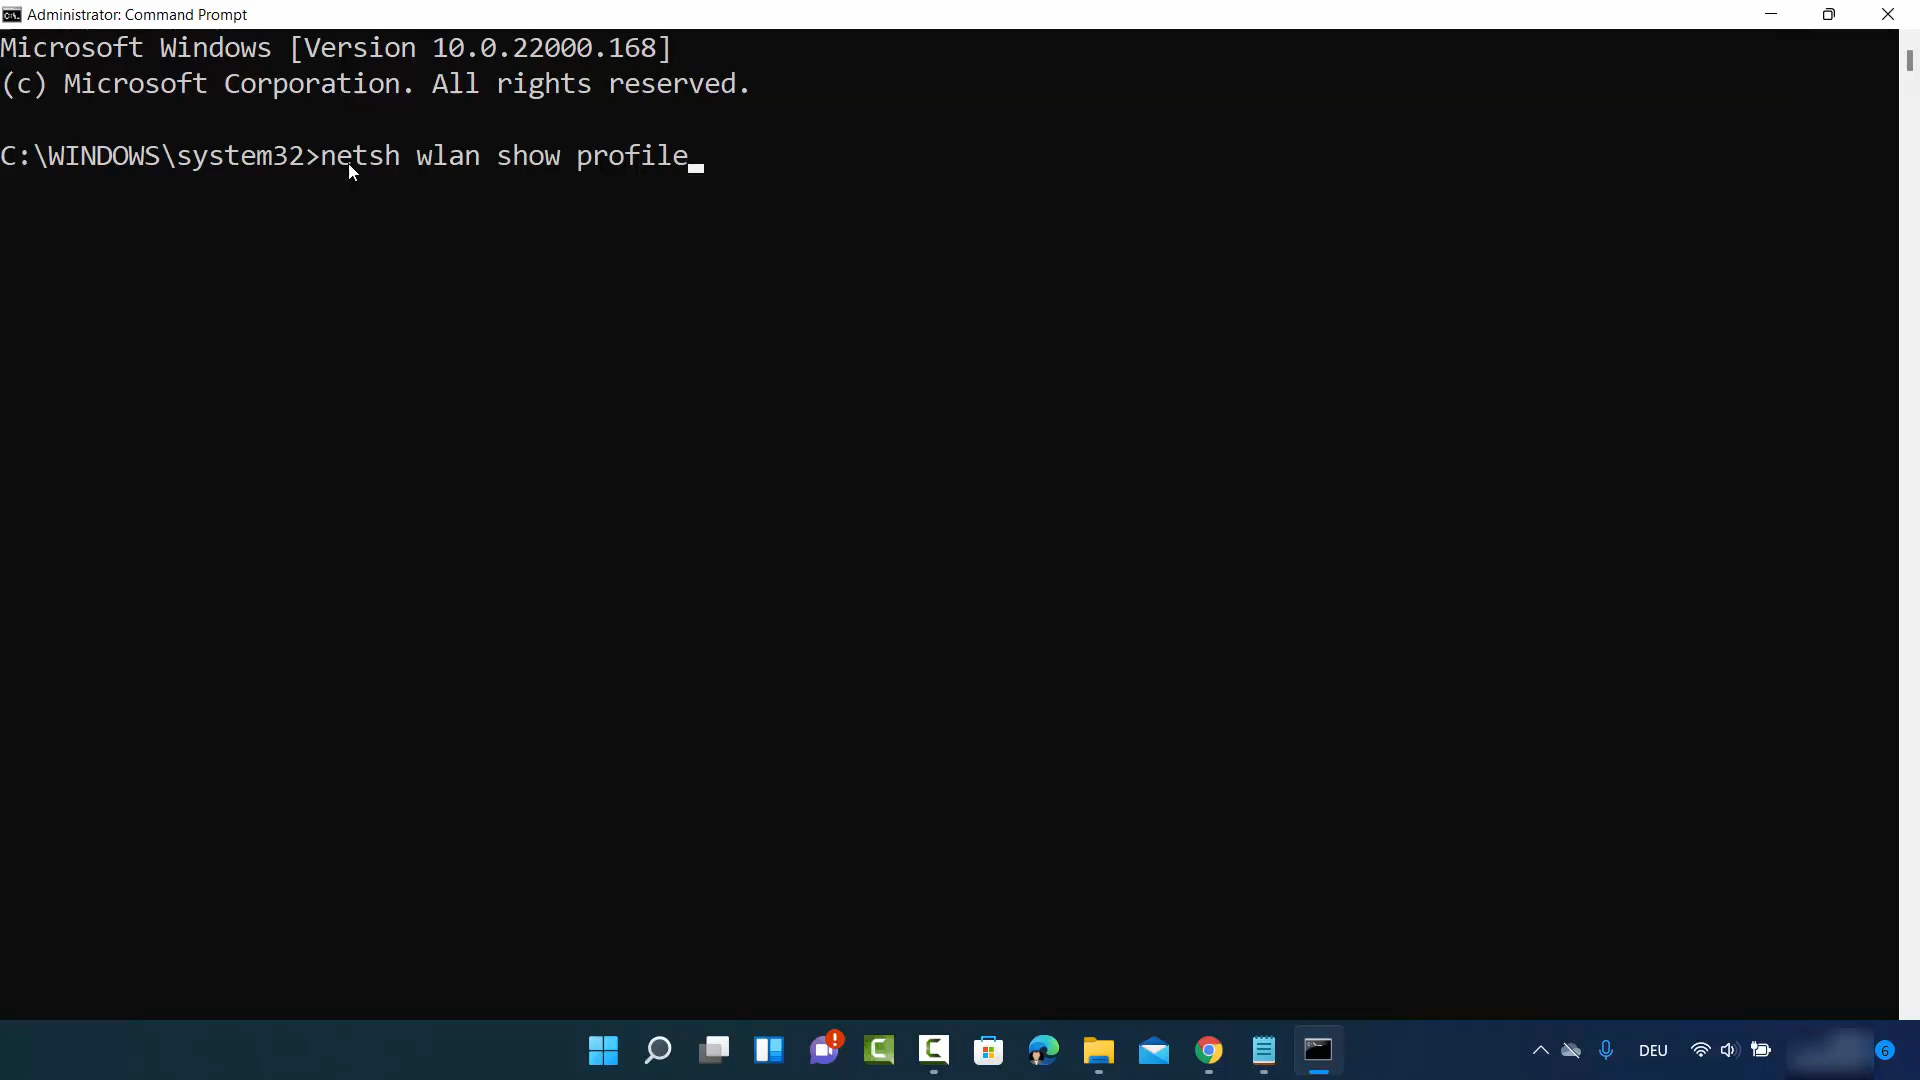 Administrator: Command Prompt
Microsoft Windows [Version 10.0.22000.168]
(c) Microsoft Corporation. All rights reserved.
C:\WINDOWS\system32>netsh wlan show profile
DEU
6